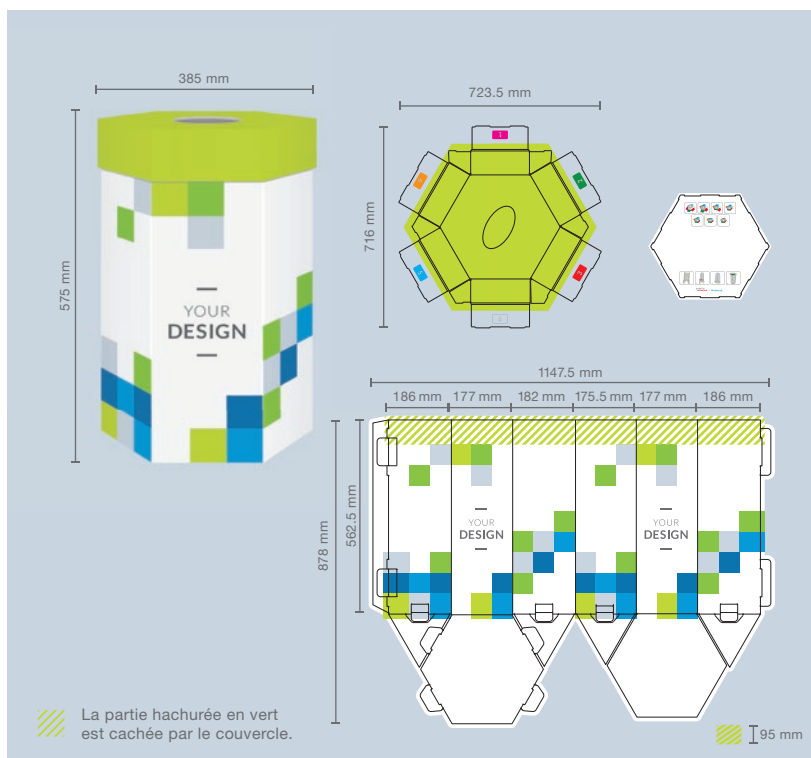 385 mm
723.5 mm
575 mm
716 mm
YOUR
DESIGN
1147.5 mm
186 mm 177 mm 182 mm 175.5 mm 177 mm 186 mm
878 mm
562.5 mm
YOUR
DESIGN
YOUR
DESIGN
La partie hachurée en vert
est cachée par le couvercle.
95 mm